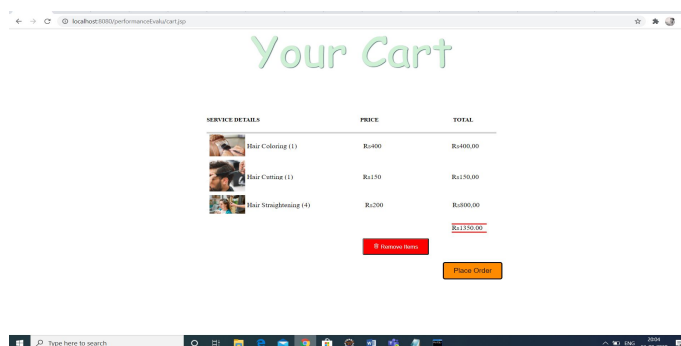 localhost:8080/performanceEvalu/cart.jsp
Your Cart
SERVICE DETAILS PRICE TOTAL
Hair Coloring (1) Rs400 Rs400.00
Hair Cutting (1) Rs150 Rs150.00
Hair Straightening (4) Rs200 Rs800.00
Rs1350.00
Remove Items
Place Order
Type here to search
ENG 20:04